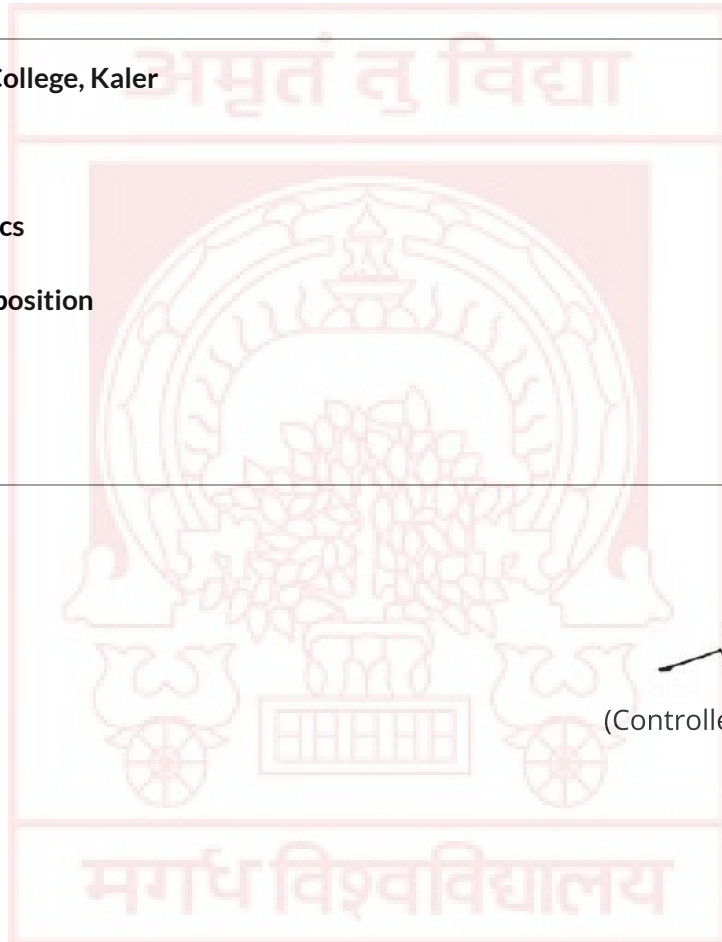 अमृतं तु विद्या
College, Kaler
cs
position
(Controlle
मगध विश्वविद्यालय